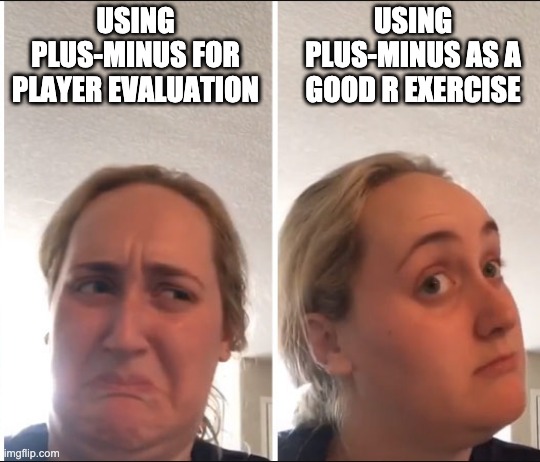 USING
PLUS-MINUS FOR
PLAYER EVALUATION
USING
PLUS-MINUS AS A
GOOD R EXERCISE
imgflip.com